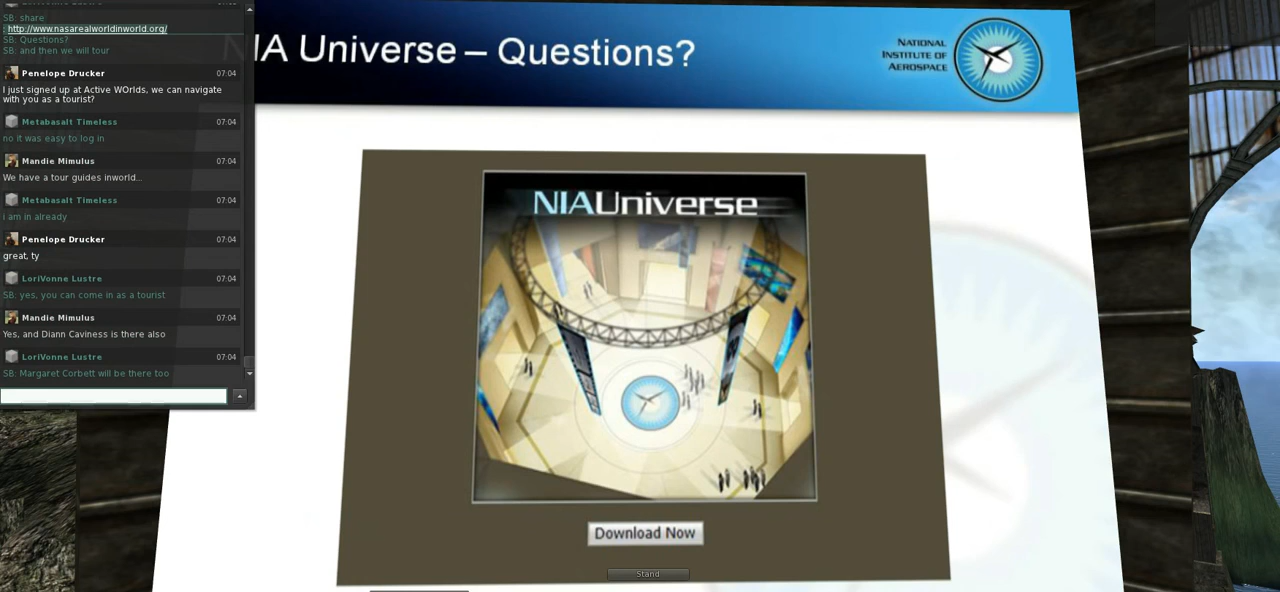 SB: share
: http://www.nasarealworldinworld.org/
SB: Questions?
SB: and then we will tour
Penelope Drucker 07:04
I just signed up at Active WOrlds, we can navigate
with you as a tourist?
Metabasalt Timeless 07:04
no it was easy to log in
Mandie Mimulus 07:04
We have a tour guides inworld...
Metabasalt Timeless 07:04
i am in already
Penelope Drucker 07:04
great, ty
LoriVonne Lustre 07:04
SB: yes, you can come in as a tourist
Mandie Mimulus 07:04
Yes, and Diann Caviness is there also
LoriVonne Lustre 07:04
SB: Margaret Corbett will be there too
NIA Universe – Questions?
NATIONAL
INSTITUTE OF
AEROSPACE
NIAUniverse
Download Now
Stand